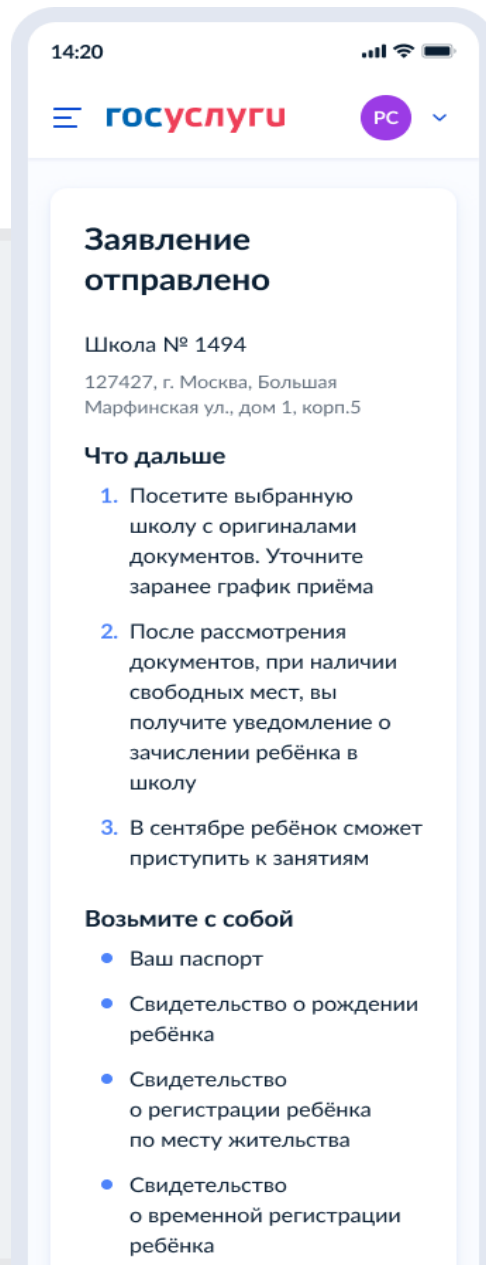 14:20
госуслуги
РС
Заявление
отправлено
Школа № 1494
127427, г. Москва, Большая
Марфинская ул., дом 1, корп.5
Что дальше
1. Посетите выбранную
школу с оригиналами
документов. Уточните
заранее график приёма
2. После рассмотрения
документов, при наличии
свободных мест, вы
получите уведомление о
зачислении ребёнка в
школу
3. В сентябре ребёнок сможет
приступить к занятиям
Возьмите с собой
• Ваш паспорт
• Свидетельство о рождении
ребёнка
• Свидетельство
о регистрации ребёнка
по месту жительства
• Свидетельство
о временной регистрации
ребёнка